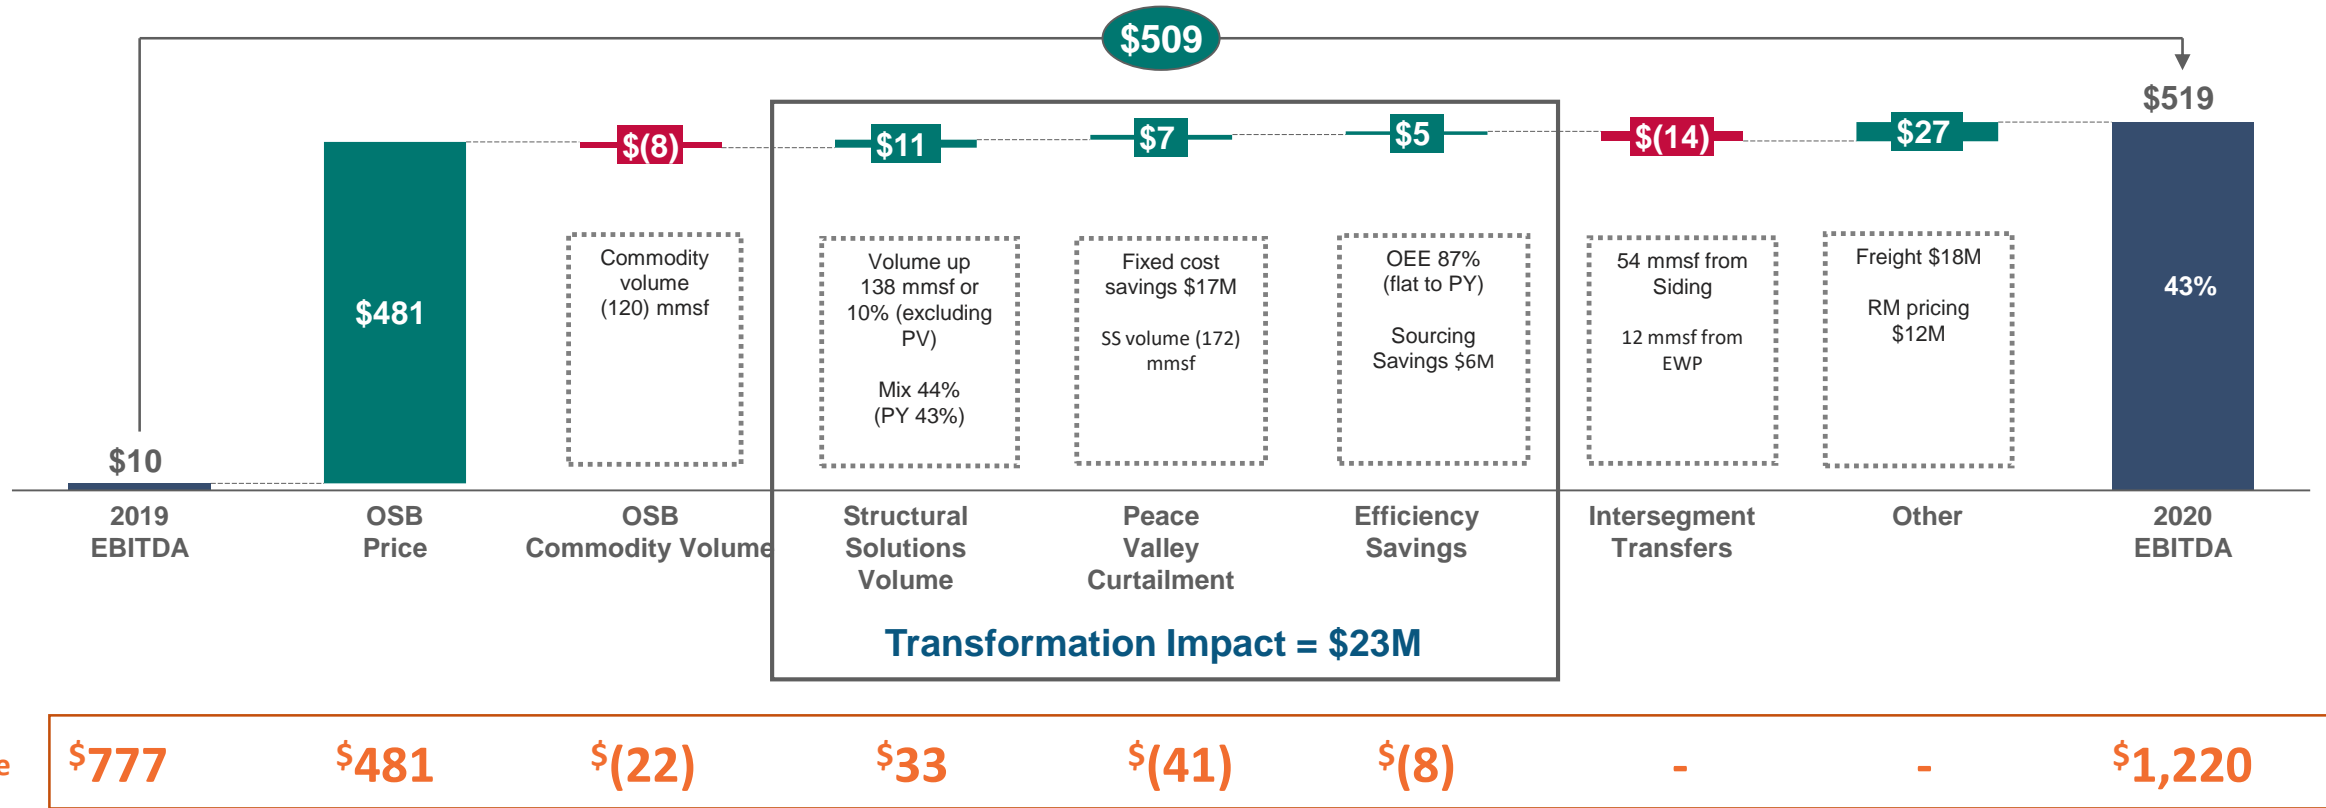 $509
$519
$(8)
$11
$7
$5
$(14)
$27
$481
43%
$10
Commodity
volume
(120) mmsf
Volume up
138 mmsf or
10% (excluding
PV)
Mix 44%
(PY 43%)
Fixed cost
savings $17M
SS volume (172)
mmsf
OEE 87%
(flat to PY)
Sourcing
Savings $6M
54 mmsf from
Siding
12 mmsf from
EWP
Freight $18M
RM pricing
$12M
2019
EBITDA
OSB
Price
OSB
Commodity Volume
Structural
Solutions
Volume
Peace
Valley
Curtailment
Efficiency
Savings
Intersegment
Transfers
Other
2020
EBITDA
Transformation Impact = $23M
e $777 $481 $(22) $33 $(41) $(8) - - $1,220